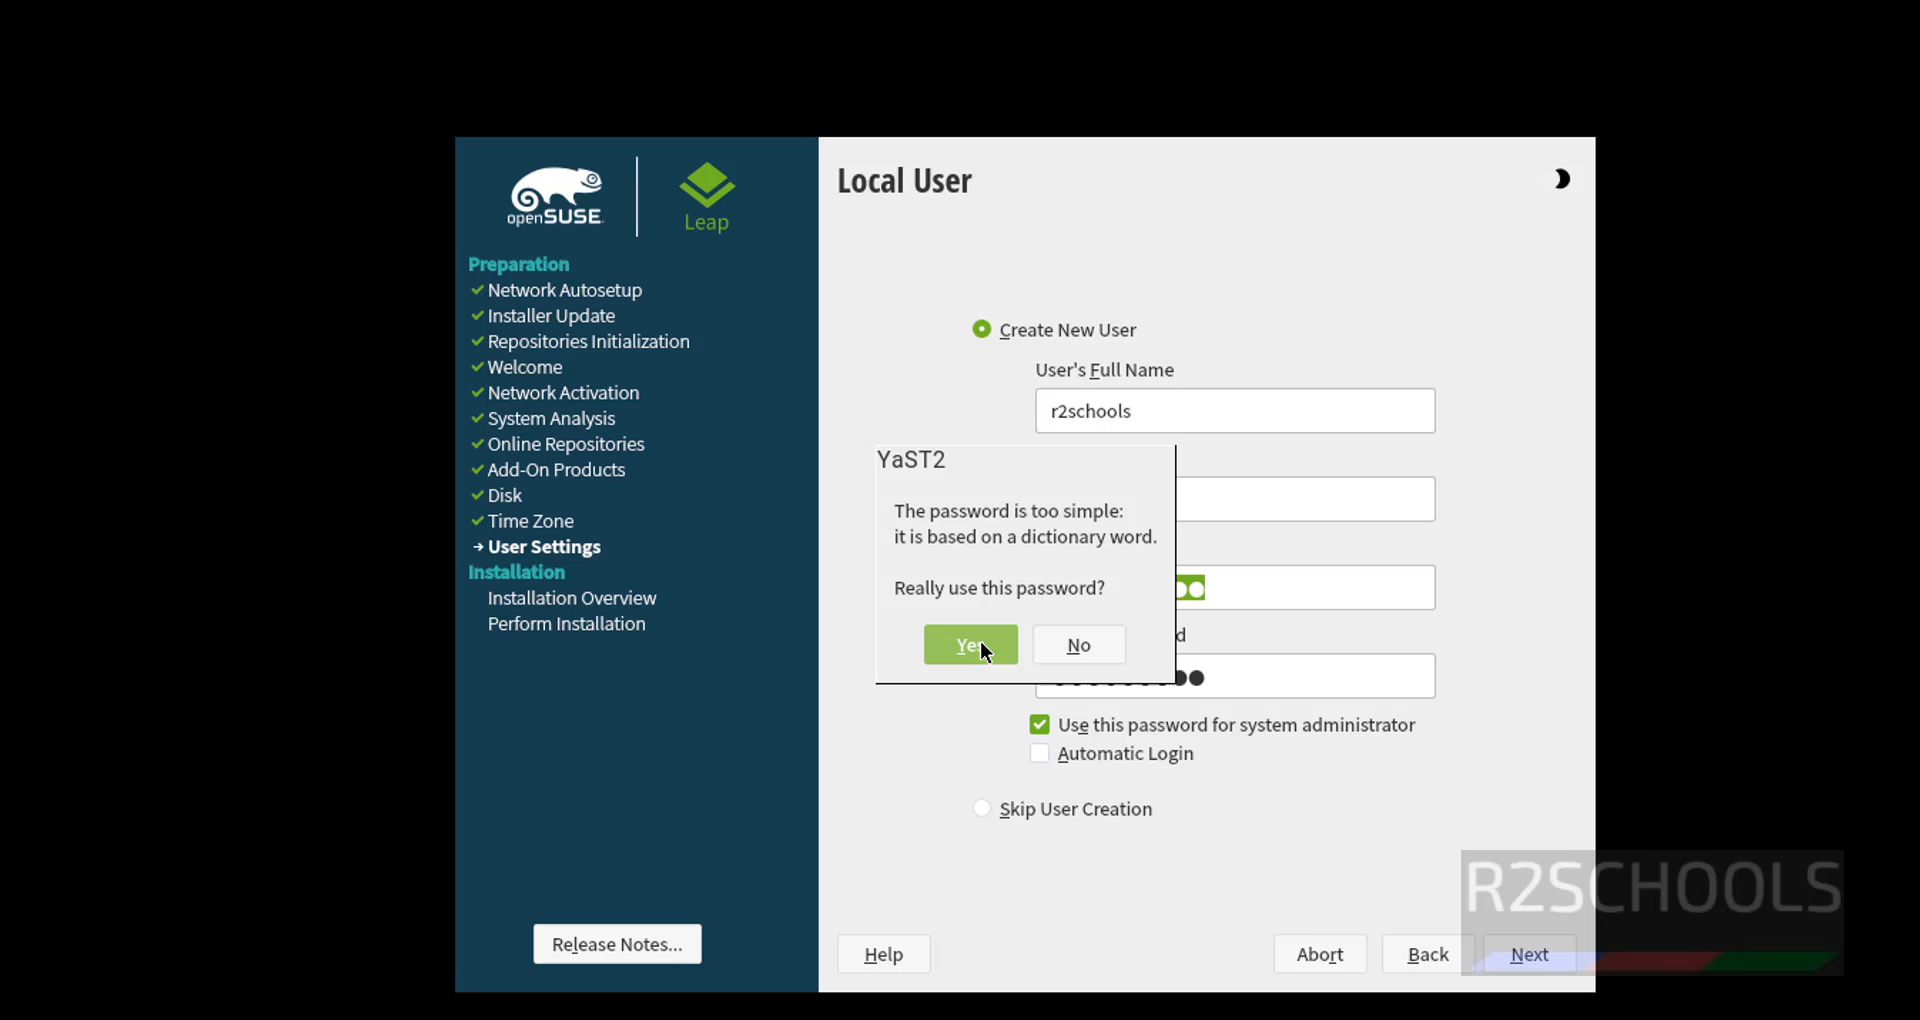 openSUSE
Leap
Preparation
Network Autosetup
Installer Update
Repositories Initialization
Welcome
Network Activation
System Analysis
Online Repositories
Add-On Products
Disk
Time Zone
User Settings
Installation
Installation Overview
Perform Installation
Release Notes...
Local User
Create New User
User's Full Name
r2schools
YaST2
The password is too simple:
it is based on a dictionary word.
Really use this password?
Yes No
d
Use this password for system administrator
Automatic Login
Skip User Creation
R2SCHOOLS
Help Abort Back Next